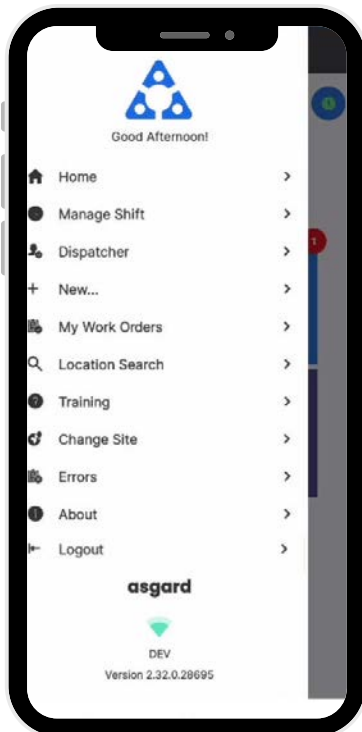 Good Afternoon!
Home
Manage Shift
Dispatcher
1
+ New...
My Work Orders
Location Search
Training
Change Site
Errors
About
Logout
asgard
DEV
Version 2.32.0.28695